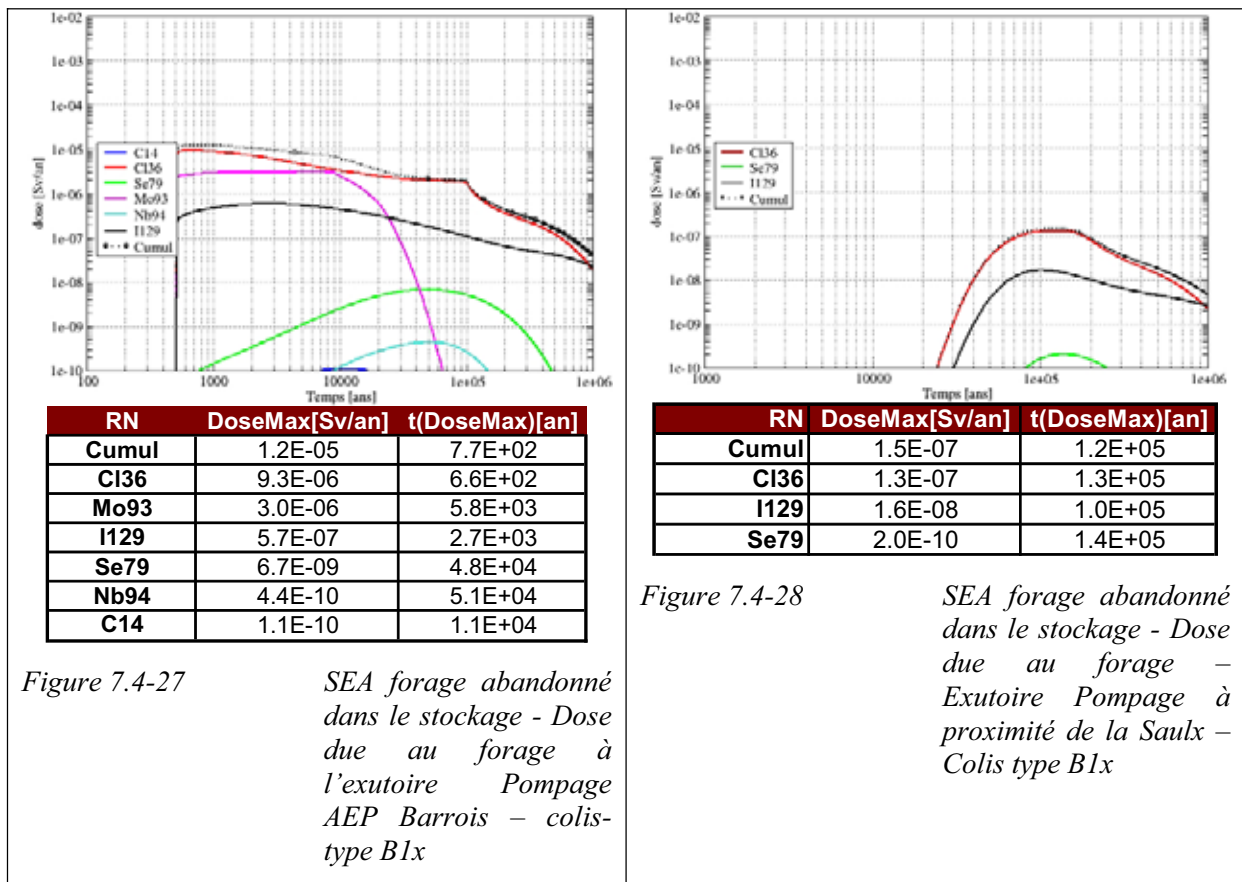 1e-02
1e-03
1e-04
1e-05
1e-06
1e-07
1e-08
1e-09
1e-10
dose [Sv/an]
C14
Cl36
Se79
Mo93
Nb94
I129
Cumul
100 1000 10000 1e+05 1e+06
Temps [ans]
RN DoseMax[Sv/an] t(DoseMax)[an]
Cumul 1.2E-05 7.7E+02
Cl36 9.3E-06 6.6E+02
Mo93 3.0E-06 5.8E+03
I129 5.7E-07 2.7E+03
Se79 6.7E-09 4.8E+04
Nb94 4.4E-10 5.1E+04
C14 1.1E-10 1.1E+04
Figure 7.4-27 SEA forage abandonné
dans le stockage - Dose
due au forage à
l'exutoire Pompage
AEP Barrois – colis-
type B1x
1e-02
1e-03
1e-04
1e-05
1e-06
1e-07
1e-08
1e-09
1e-10
dose [Sv/an]
Cl36
Se79
I129
Cumul
1000 10000 1e+05 1e+06
Temps [ans]
RN DoseMax[Sv/an] t(DoseMax)[an]
Cumul 1.5E-07 1.2E+05
Cl36 1.3E-07 1.3E+05
I129 1.6E-08 1.0E+05
Se79 2.0E-10 1.4E+05
Figure 7.4-28 SEA forage abandonné
dans le stockage - Dose
due au forage –
Exutoire Pompage à
proximité de la Saulx –
Colis type B1x